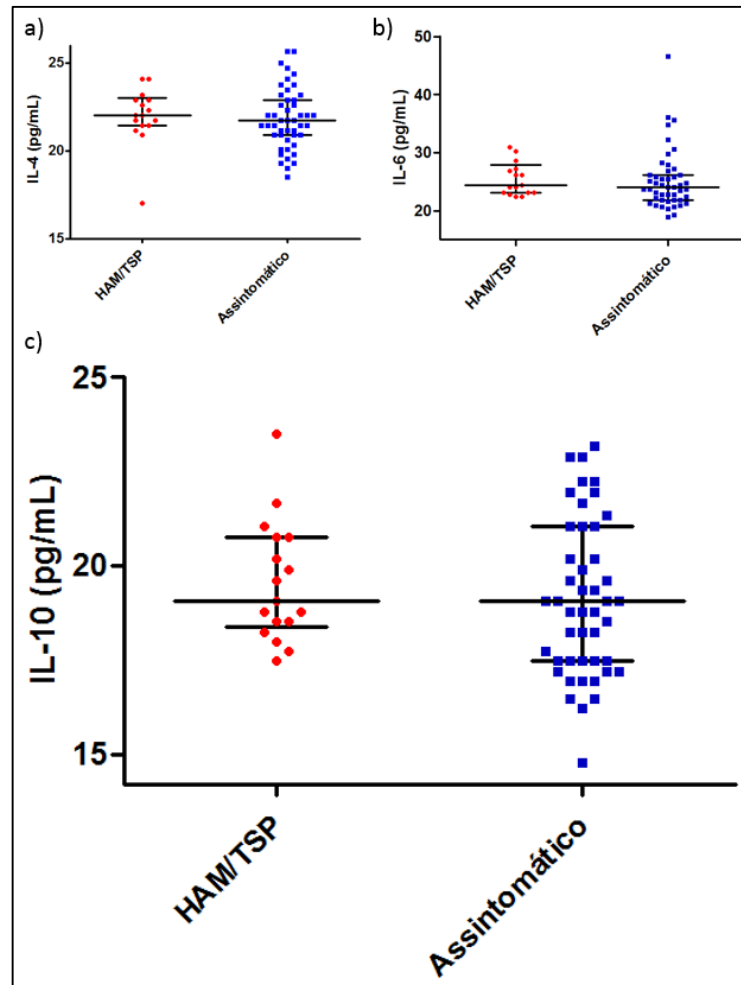 a)
25
20
15
IL-4 (pg/mL)
HAM/TSP
Assintomático
b)
50
40
30
20
IL-6 (pg/mL)
HAM/TSP
Assintomático
c)
25
20
15
IL-10 (pg/mL)
HAM/TSP
Assintomático